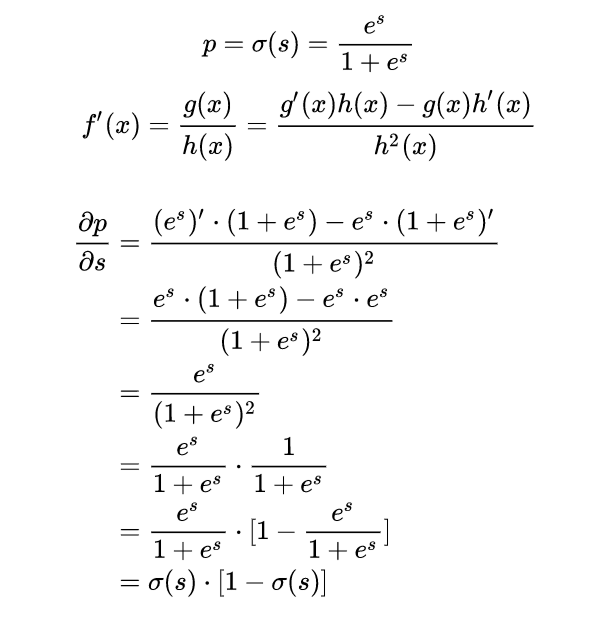 p = σ(s) = e^s / (1 + e^s)
f′(x) = g(x) / h(x) = (g′(x)h(x) − g(x)h′(x)) / h²(x)
∂p/∂s = ((e^s)′ · (1 + e^s) − e^s · (1 + e^s)′) / (1 + e^s)²
= (e^s · (1 + e^s) − e^s · e^s) / (1 + e^s)²
= e^s / (1 + e^s)²
= e^s / (1 + e^s) · 1 / (1 + e^s)
= e^s / (1 + e^s) · [1 − e^s / (1 + e^s)]
= σ(s) · [1 − σ(s)]